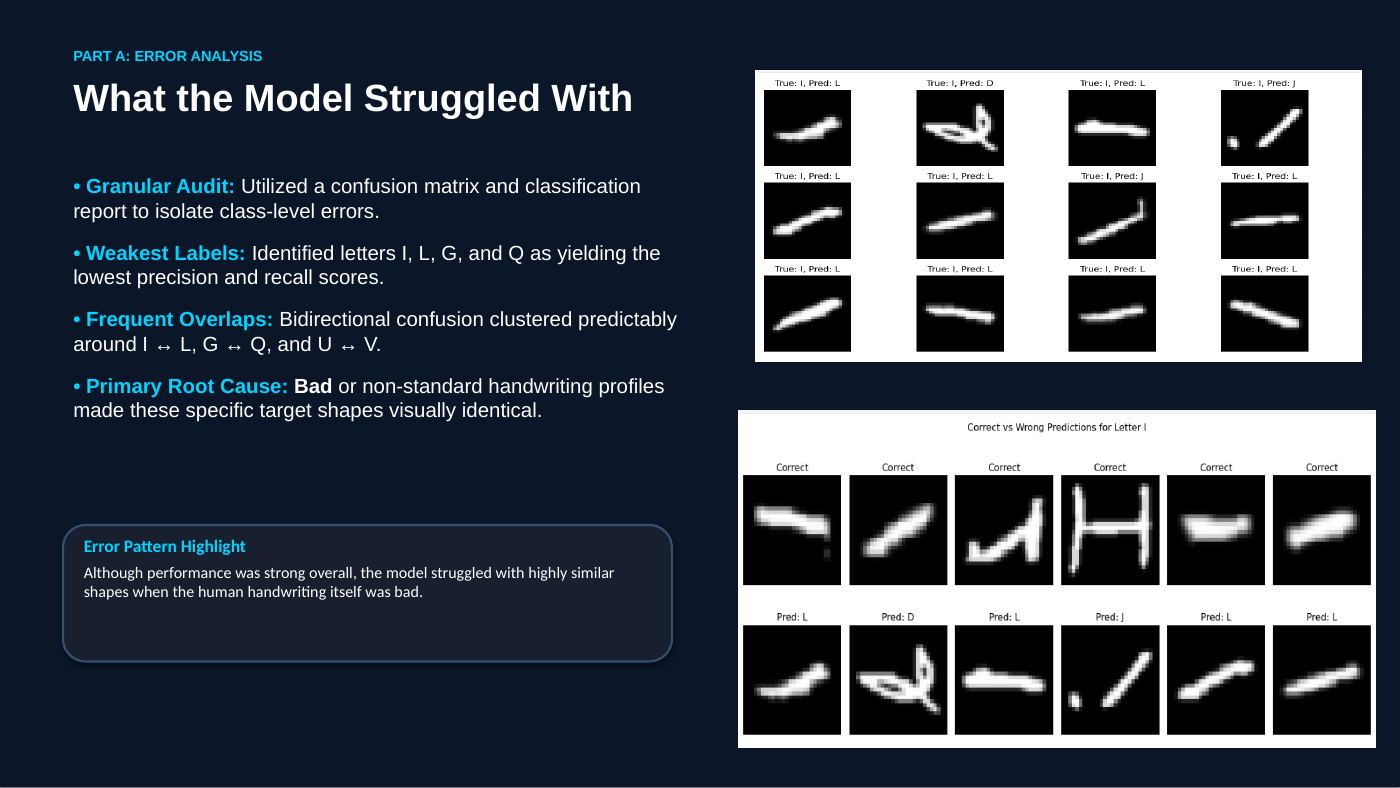 PART A: ERROR ANALYSIS
What the Model Struggled With
• Granular Audit: Utilized a confusion matrix and classification
report to isolate class-level errors.
• Weakest Labels: Identified letters I, L, G, and Q as yielding the
lowest precision and recall scores.
• Frequent Overlaps: Bidirectional confusion clustered predictably
around I ↔ L, G ↔ Q, and U ↔ V.
• Primary Root Cause: Bad or non-standard handwriting profiles
made these specific target shapes visually identical.
Error Pattern Highlight
Although performance was strong overall, the model struggled with highly similar
shapes when the human handwriting itself was bad.
True: I, Pred: L True: I, Pred: D True: I, Pred: L True: I, Pred: J
True: I, Pred: L True: I, Pred: L True: I, Pred: J True: I, Pred: L
True: I, Pred: L True: I, Pred: L True: I, Pred: L True: I, Pred: L
Correct vs Wrong Predictions for Letter I
Correct Correct Correct Correct Correct Correct
Pred: L Pred: D Pred: L Pred: J Pred: L Pred: L